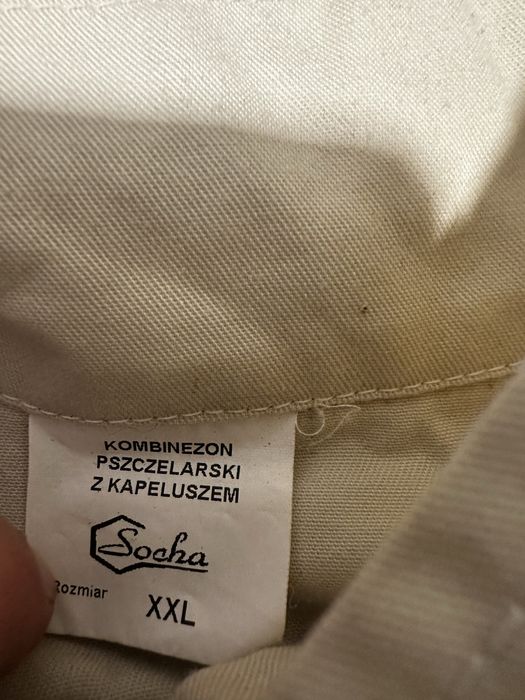 KOMBINEZON
PSZCZELARSKI
Z KAPELUSZEM
Socha
Rozmiar XXL